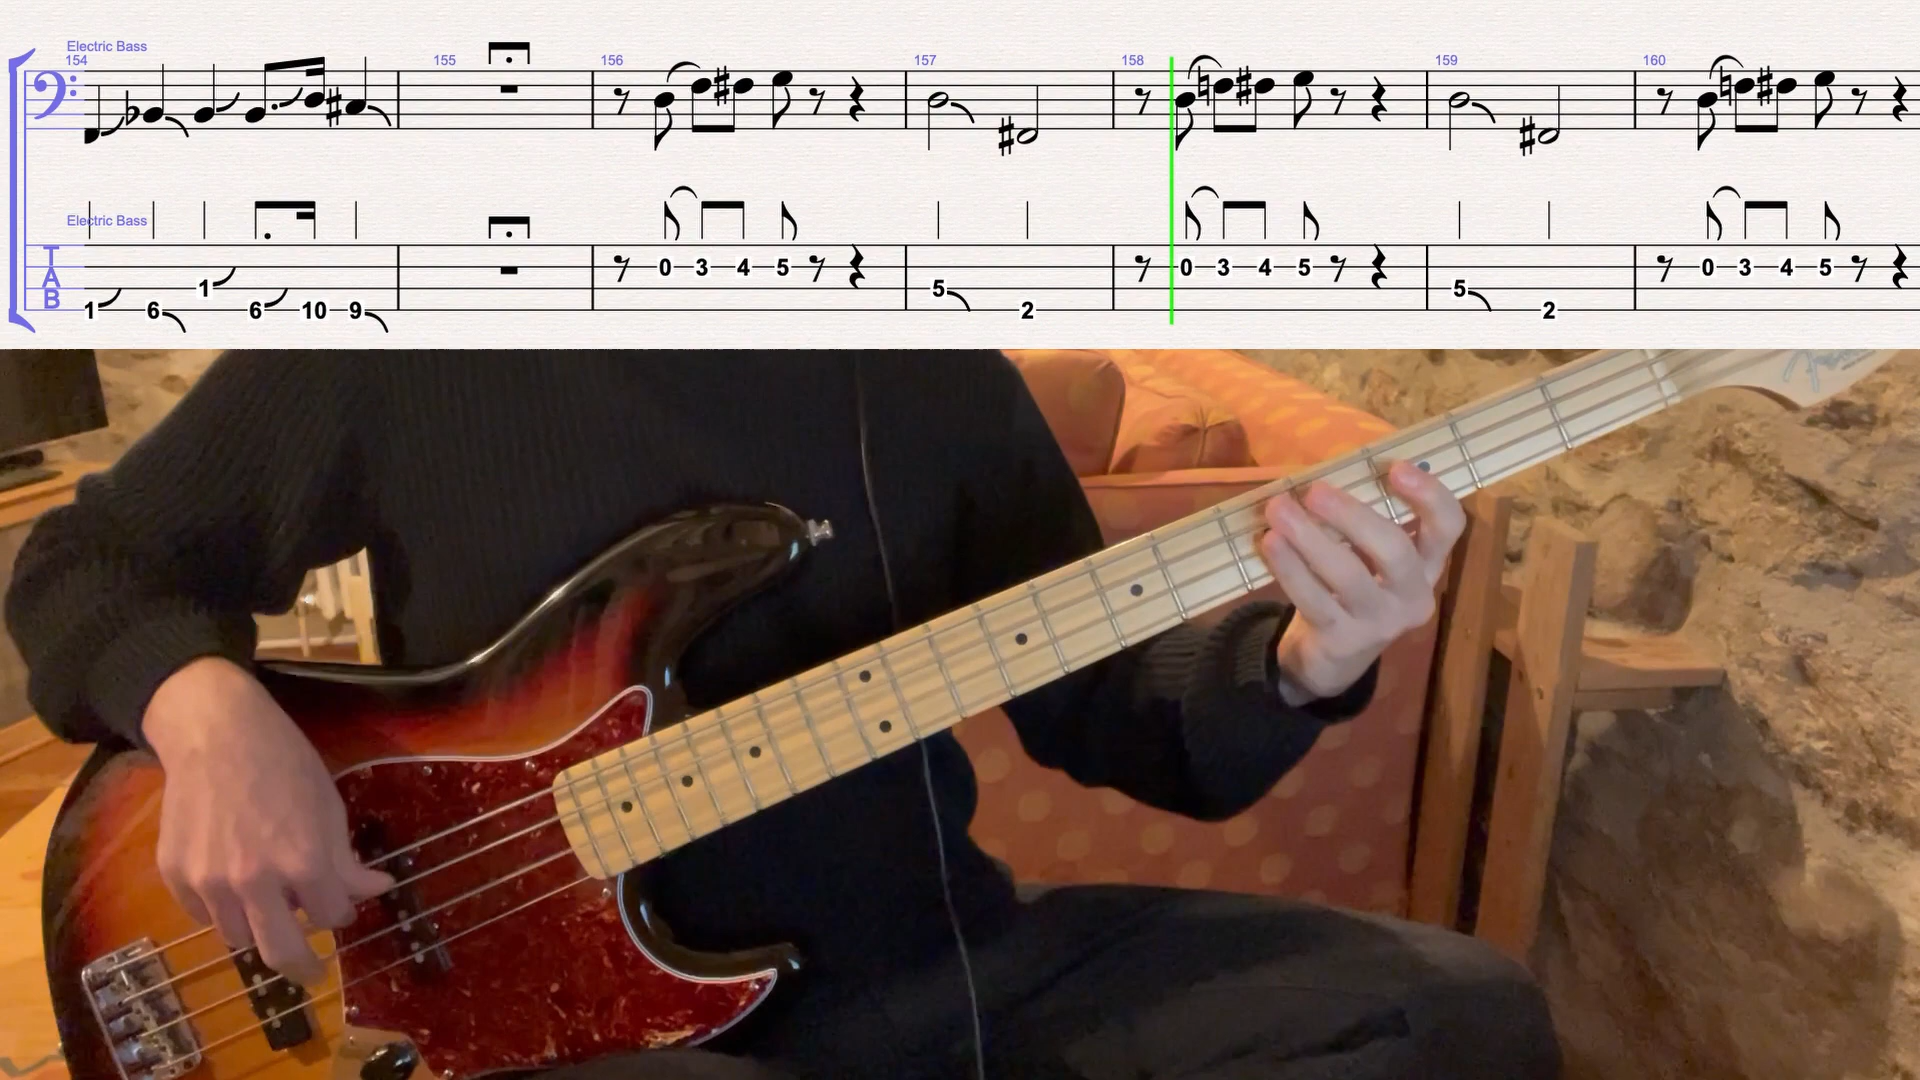 Electric Bass
154 155 156 157 158 159 160
Electric Bass
T
A
B
0 3 4 5 0 3 4 5 0 3 4 5
1 5 5
1 6 6 10 9 2 2
Fender